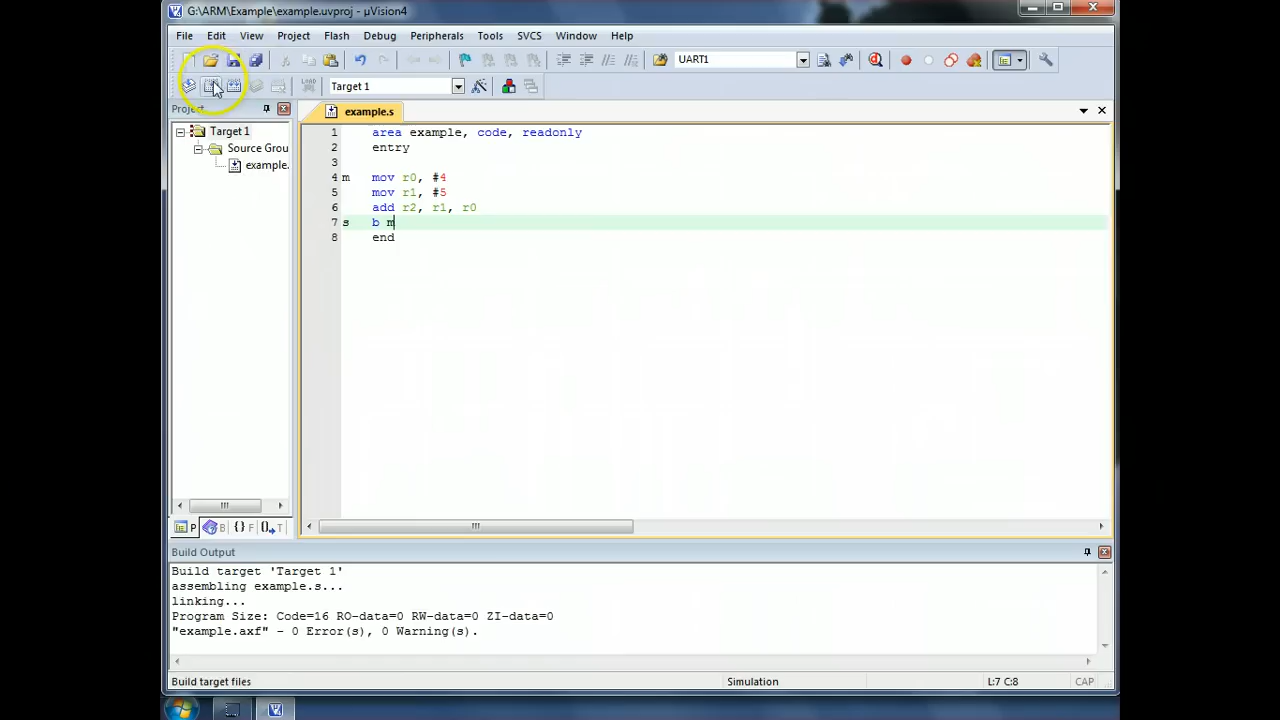 G:\ARM\Example\example.uvproj - µVision4
File Edit View Project Flash Debug Peripherals Tools SVCS Window Help
UART1
LOAD Target 1
Project
example.s
Target 1
Source Grou
example.
1 area example, code, readonly
2 entry
3
4 m mov r0, #4
5 mov r1, #5
6 add r2, r1, r0
7 s b m
8 end
P B {} F 0 T
Build Output
Build target 'Target 1'
assembling example.s...
linking...
Program Size: Code=16 RO-data=0 RW-data=0 ZI-data=0
"example.axf" - 0 Error(s), 0 Warning(s).
Build target files Simulation L:7 C:8 CAP